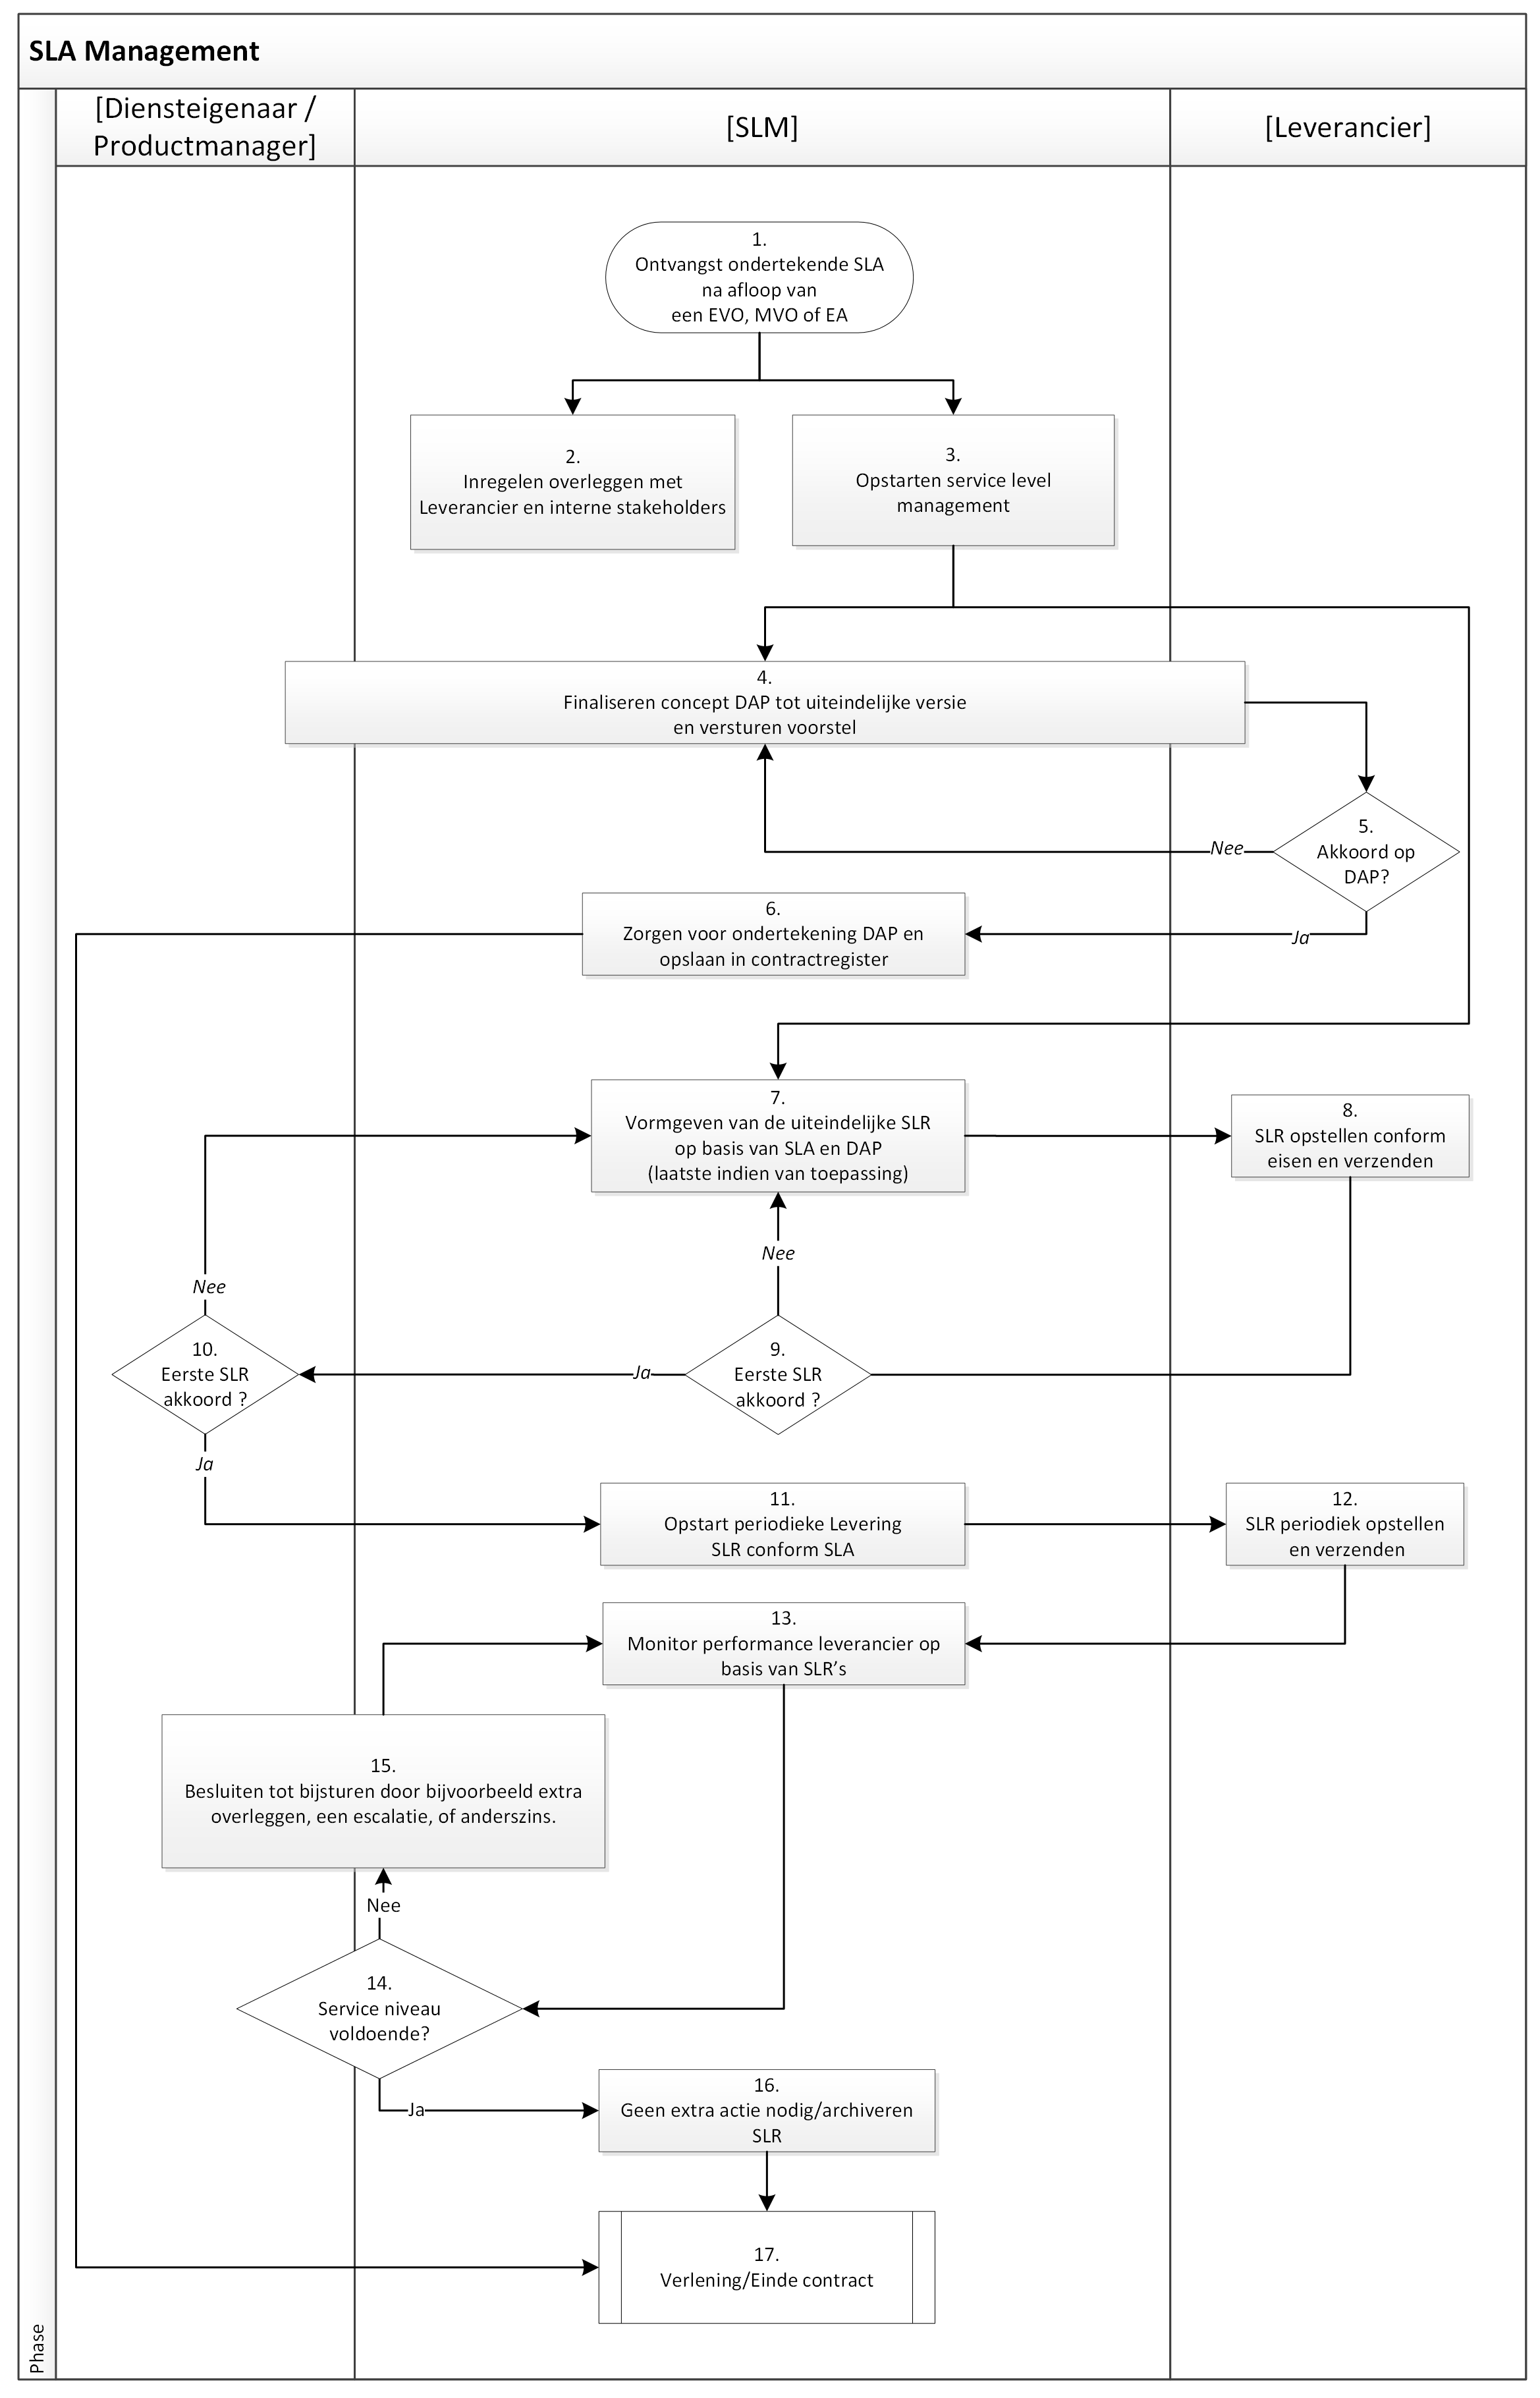 SLA Management
[Diensteigenaar /
Productmanager]
[SLM]
[Leverancier]
1.
Ontvangst ondertekende SLA
na afloop van
een EVO, MVO of EA
2.
Inregelen overleggen met
Leverancier en interne stakeholders
3.
Opstarten service level
management
4.
Finaliseren concept DAP tot uiteindelijke versie
en versturen voorstel
5.
Akkoord op
DAP?
Nee
Ja
6.
Zorgen voor ondertekening DAP en
opslaan in contractregister
7.
Vormgeven van de uiteindelijke SLR
op basis van SLA en DAP
(laatste indien van toepassing)
8.
SLR opstellen conform
eisen en verzenden
Nee
Nee
10.
Eerste SLR
akkoord ?
Ja
9.
Eerste SLR
akkoord ?
Ja
11.
Opstart periodieke Levering
SLR conform SLA
12.
SLR periodiek opstellen
en verzenden
13.
Monitor performance leverancier op
basis van SLR’s
15.
Besluiten tot bijsturen door bijvoorbeeld extra
overleggen, een escalatie, of anderszins.
Nee
14.
Service niveau
voldoende?
Ja
16.
Geen extra actie nodig/archiveren
SLR
17.
Verlening/Einde contract
Phase